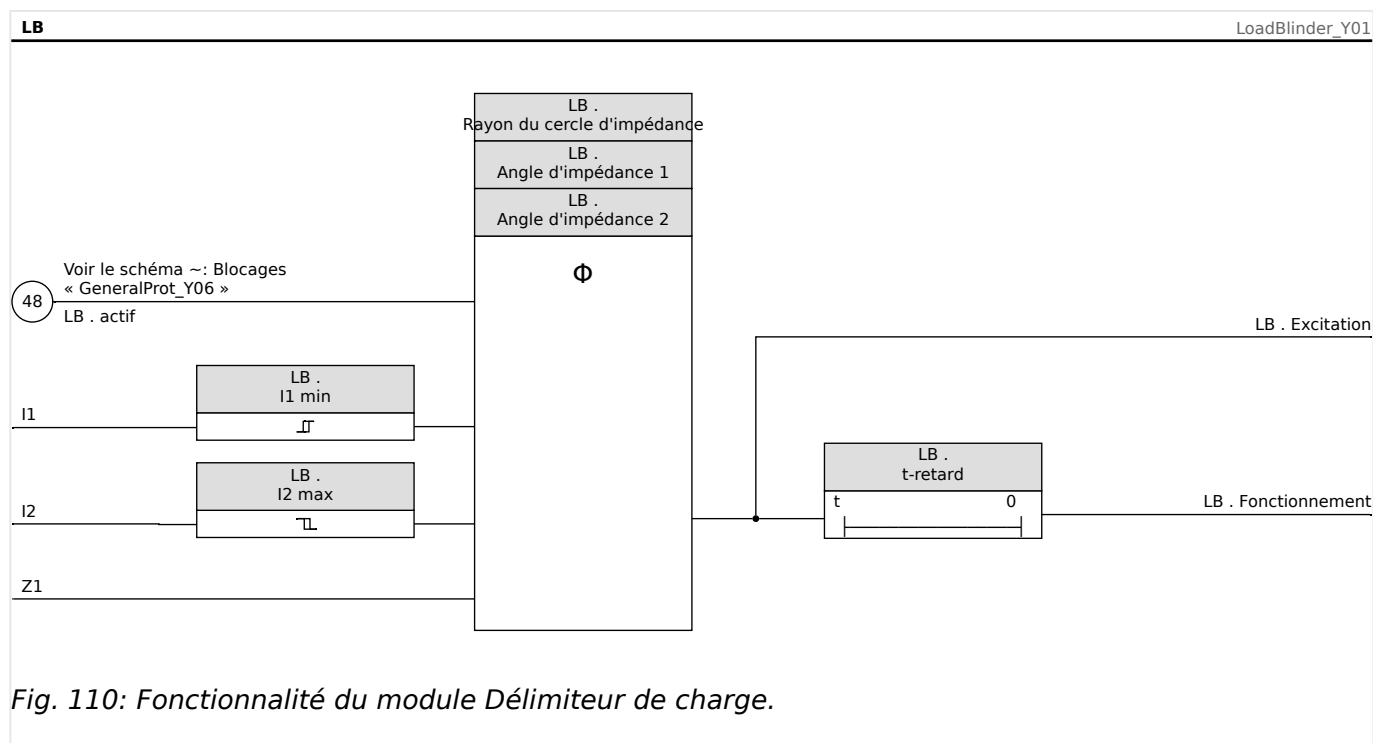 LB
LoadBlinder_Y01
LB .
Rayon du cercle d'impédance
LB .
Angle d'impédance 1
LB .
Angle d'impédance 2
Φ
Voir le schéma ~: Blocages
« GeneralProt_Y06 »
48
LB . actif
LB . Excitation
LB .
I1 min
I1
LB .
I2 max
I2
LB .
t-retard
t 0
LB . Fonctionnement
Z1
Fig. 110: Fonctionnalité du module Délimiteur de charge.